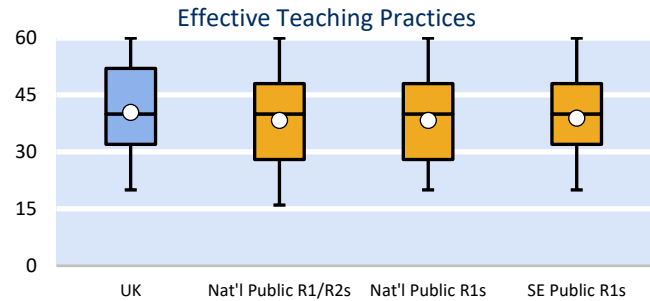 Effective Teaching Practices
60
45
30
15
0
UK Nat'l Public R1/R2s Nat'l Public R1s SE Public R1s